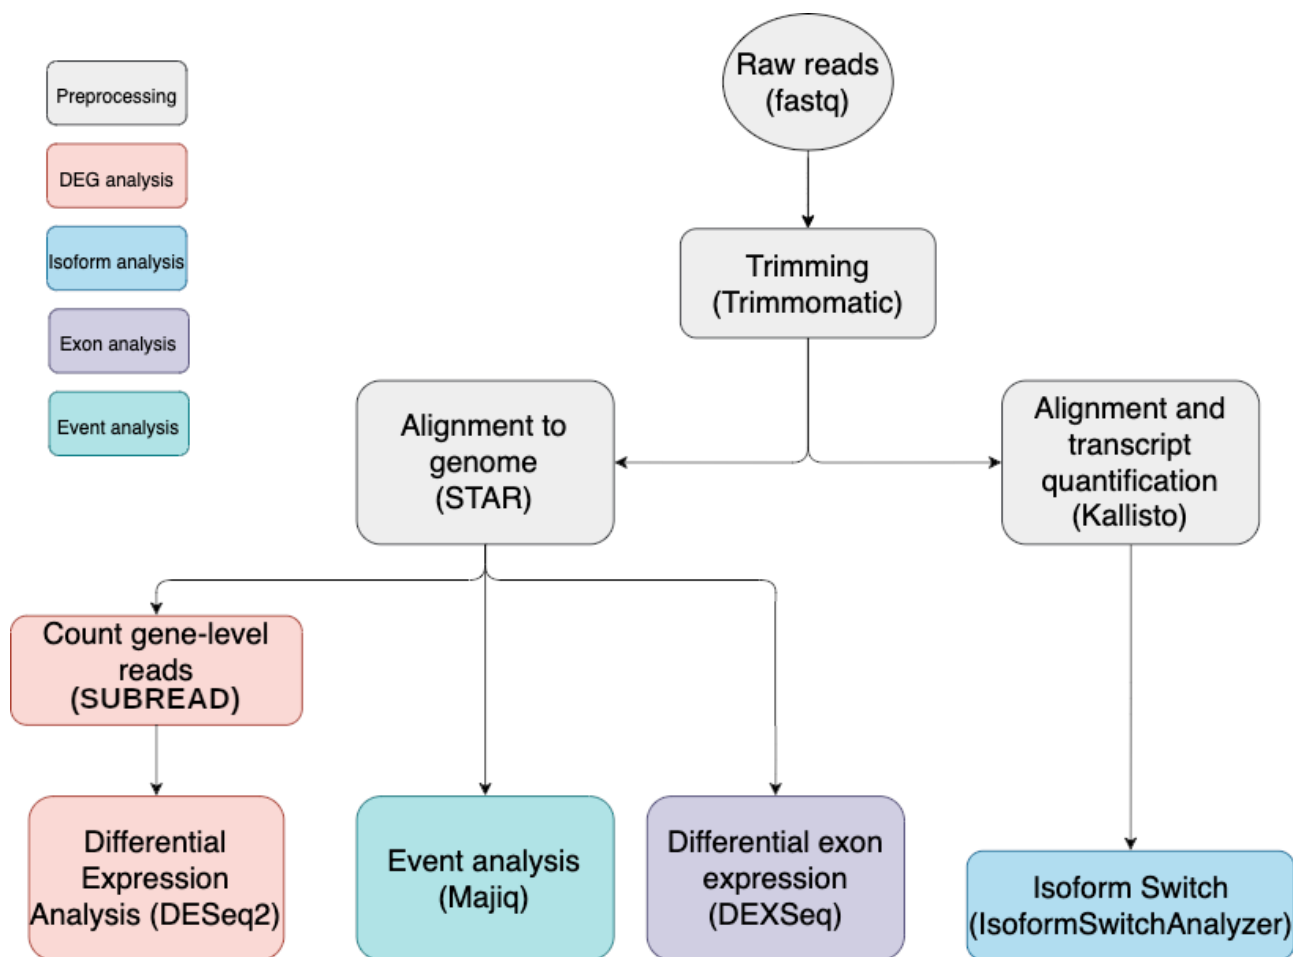 Preprocessing
DEG analysis
Isoform analysis
Exon analysis
Event analysis
Raw reads
(fastq)
Trimming
(Trimmomatic)
Alignment to
genome
(STAR)
Alignment and
transcript
quantification
(Kallisto)
Count gene-level
reads
(SUBREAD)
Differential
Expression
Analysis (DESeq2)
Event analysis
(Majiq)
Differential exon
expression
(DEXSeq)
Isoform Switch
(IsoformSwitchAnalyzer)